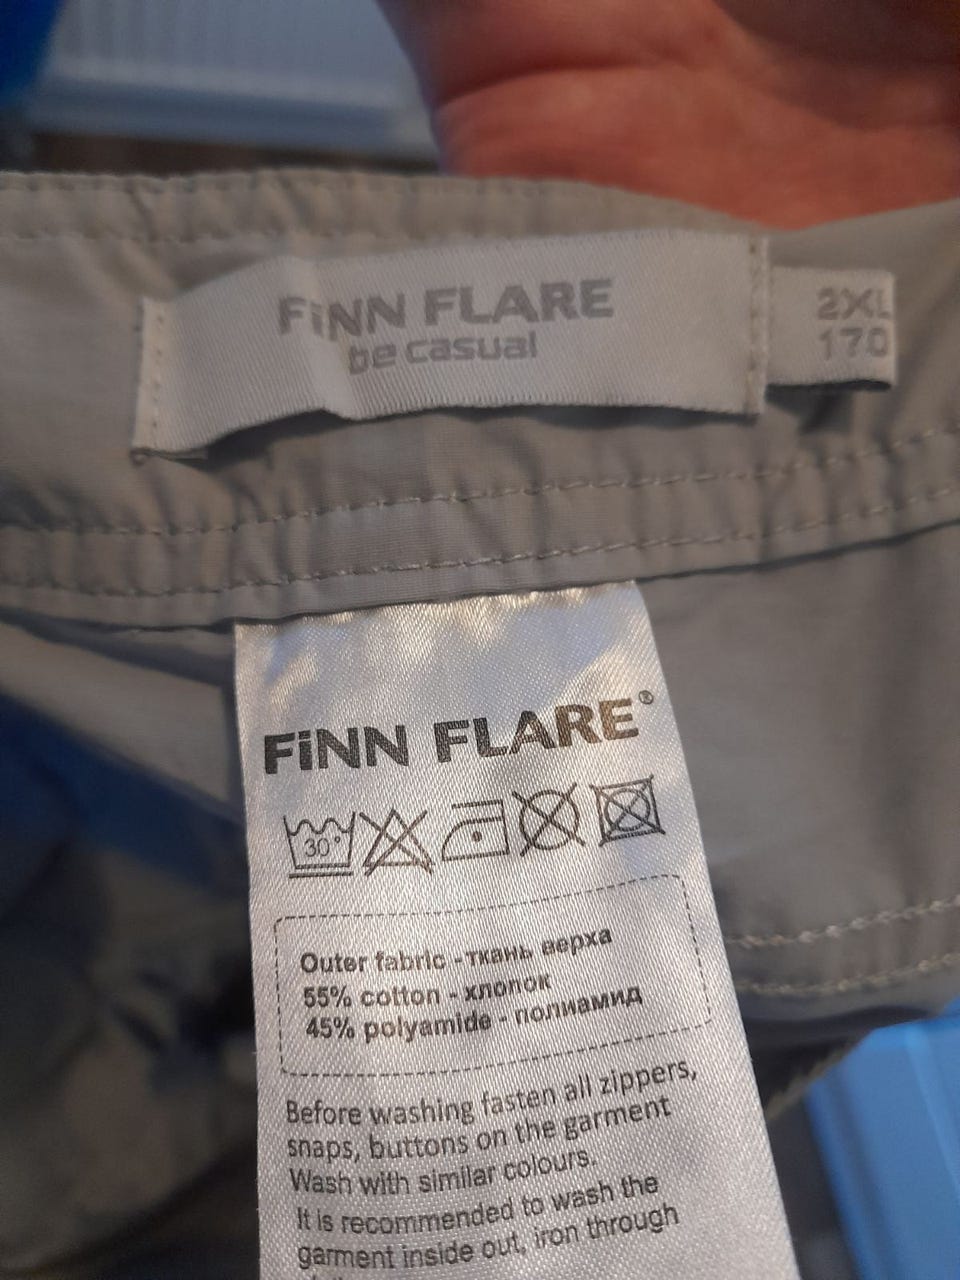 FiNN FLARE
be casual
2XL
170
FiNN FLARE®
30°
Outer fabric - ткань верха
55% cotton - хлопок
45% polyamide - полиамид
Before washing fasten all zippers,
snaps, buttons on the garment
Wash with similar colours.
It is recommended to wash the
garment inside out, iron through